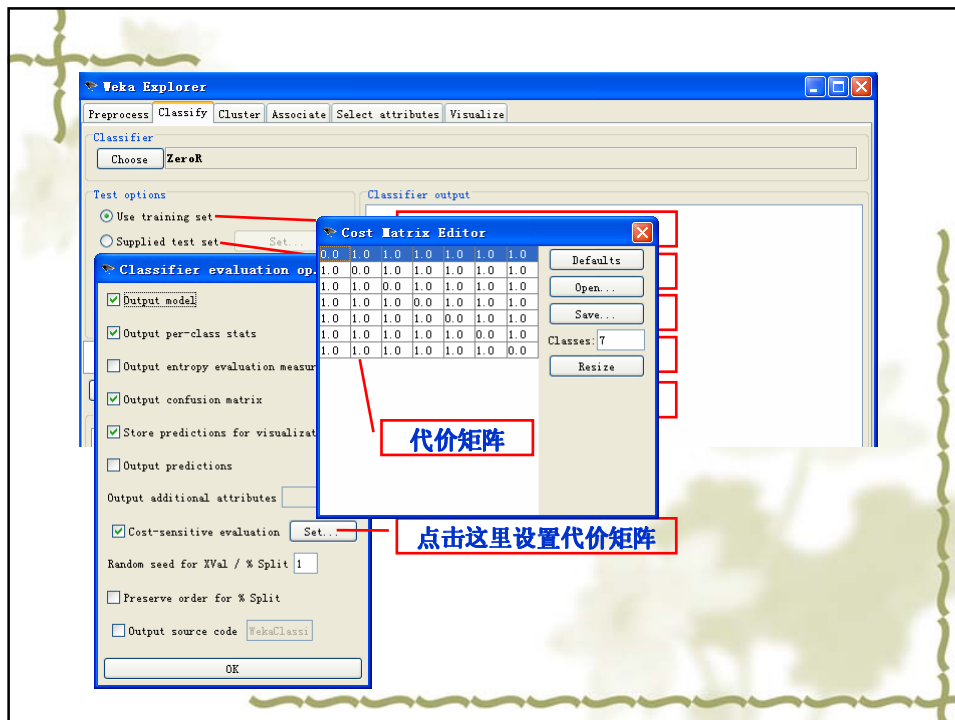 Weka Explorer
Preprocess Classify Cluster Associate Select attributes Visualize
Classifier
Choose ZeroR
Test options
Classifier output
Use training set
Supplied test set Set...
Cost Matrix Editor
0.0 1.0 1.0 1.0 1.0 1.0 1.0
1.0 0.0 1.0 1.0 1.0 1.0 1.0
1.0 1.0 0.0 1.0 1.0 1.0 1.0
1.0 1.0 1.0 0.0 1.0 1.0 1.0
1.0 1.0 1.0 1.0 0.0 1.0 1.0
1.0 1.0 1.0 1.0 1.0 0.0 1.0
1.0 1.0 1.0 1.0 1.0 1.0 0.0
Defaults
Open...
Save...
Classes: 7
Resize
代价矩阵
Classifier evaluation op.
Output model
Output per-class stats
Output entropy evaluation measur
Output confusion matrix
Store predictions for visualizat
Output predictions
Output additional attributes
Cost-sensitive evaluation Set...
点击这里设置代价矩阵
Random seed for XVal / % Split 1
Preserve order for % Split
Output source code WekaClassi
OK